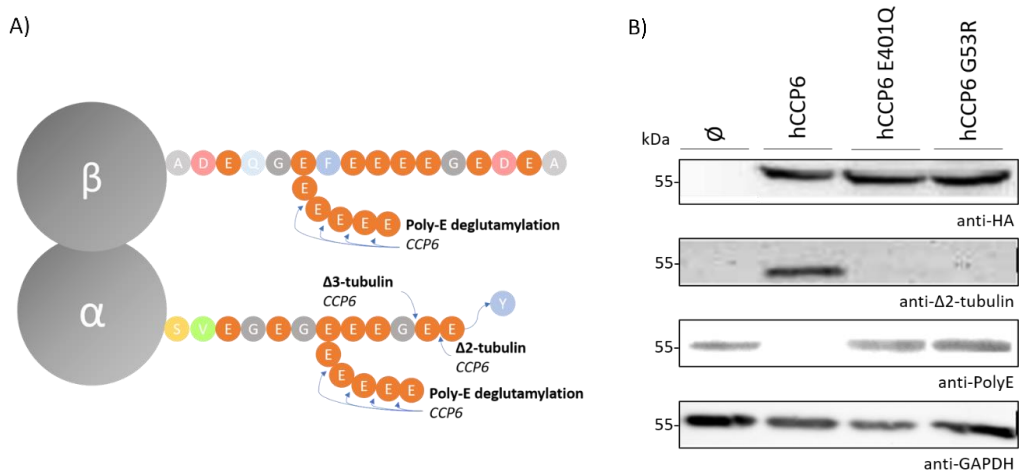 A)
β
A D E Q G E F E E E E G E D E A
E
E E E E
Poly-E deglutamylation
CCP6
α
Δ3-tubulin
CCP6
Y
S V E G E G E E E G E E
Δ2-tubulin
CCP6
E
E E E E
Poly-E deglutamylation
CCP6
B)
kDa
Ø
hCCP6
hCCP6 E401Q
hCCP6 G53R
55-
anti-HA
55-
anti-Δ2-tubulin
55-
anti-PolyE
55-
anti-GAPDH